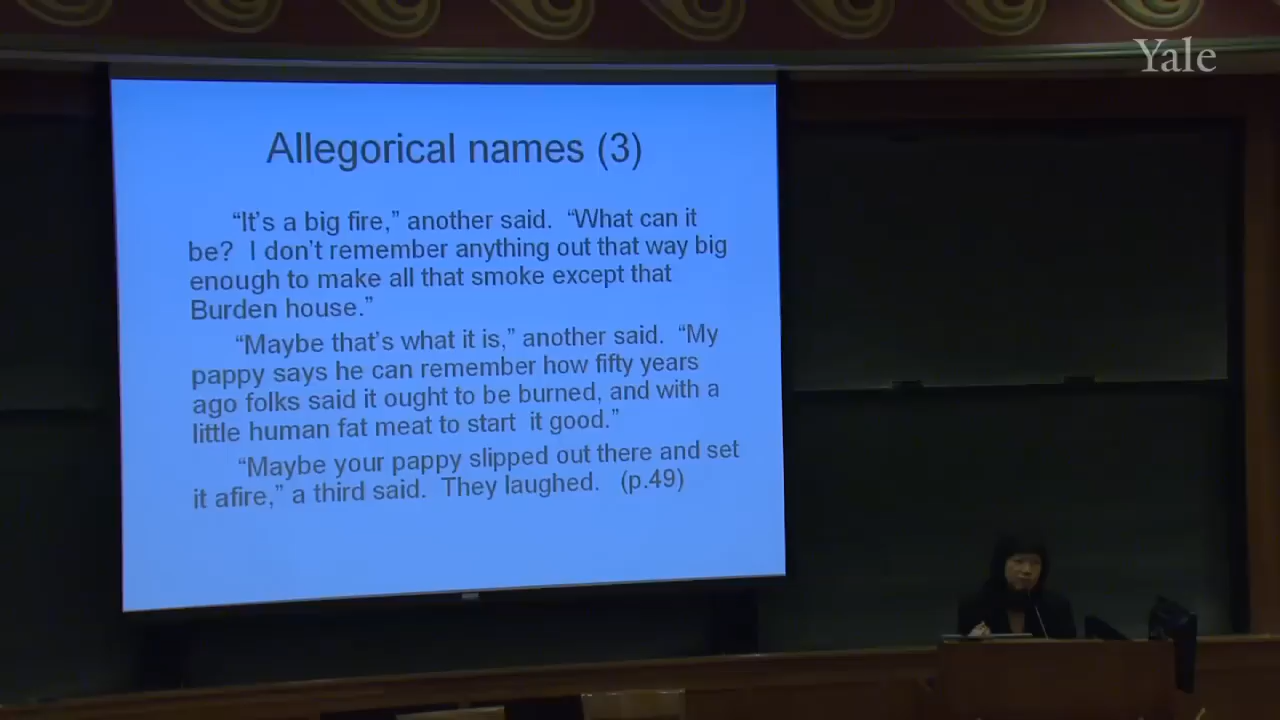 Yale
Allegorical names (3)
“It’s a big fire,” another said. “What can it
be? I don’t remember anything out that way big
enough to make all that smoke except that
Burden house.”
“Maybe that’s what it is,” another said. “My
pappy says he can remember how fifty years
ago folks said it ought to be burned, and with a
little human fat meat to start it good.”
“Maybe your pappy slipped out there and set
it afire,” a third said. They laughed. (p.49)